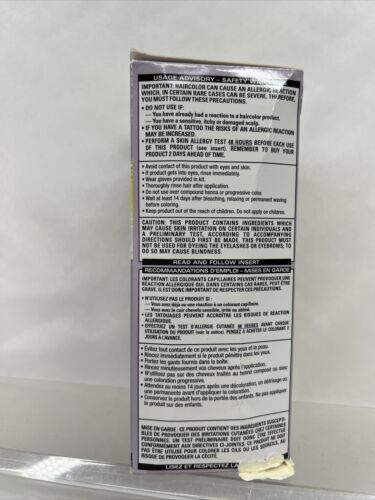 USAGE ADVISORY - SAFETY
IMPORTANT: HAIRCOLOR CAN CAUSE AN ALLERGIC REACTION
WHICH, IN CERTAIN RARE CASES CAN BE SEVERE. THEREFORE,
YOU MUST FOLLOW THESE PRECAUTIONS.
• DO NOT USE IF:
— You have already had a reaction to a haircolor product.
— You have a sensitive, itchy or damaged scalp.
• IF YOU HAVE A TATTOO THE RISKS OF AN ALLERGIC REACTION
MAY BE INCREASED.
• PERFORM A SKIN ALLERGY TEST 48 HOURS BEFORE EACH USE
OF THIS PRODUCT (see insert). REMEMBER TO BUY YOUR
PRODUCT 2 DAYS AHEAD OF TIME.
• Avoid contact of this product with eyes and skin.
• If product gets into eyes, rinse immediately.
• Wear gloves provided in kit.
• Thoroughly rinse hair after application.
• Do not use over compound henna or progressive color.
• Wait at least 14 days after bleaching, relaxing or permanent waving
before coloring.
• Keep product out of the reach of children. Do not apply on children.
CAUTION: THIS PRODUCT CONTAINS INGREDIENTS WHICH
MAY CAUSE SKIN IRRITATION ON CERTAIN INDIVIDUALS AND
A PRELIMINARY TEST, ACCORDING TO ACCOMPANYING
DIRECTIONS SHOULD FIRST BE MADE. THIS PRODUCT MUST
NOT BE USED FOR DYEING THE EYELASHES OR EYEBROWS; TO
DO SO MAY CAUSE BLINDNESS.
READ AND FOLLOW INSERT
RECOMMANDATIONS D'EMPLOI - MISES EN GARDE
IMPORTANT: LES COLORANTS CAPILLAIRES PEUVENT PROVOQUER UNE
RÉACTION ALLERGIQUE QUI, DANS CERTAINS CAS RARES, PEUT ÊTRE
GRAVE. IL EST DONC IMPORTANT DE RESPECTER CES PRÉCAUTIONS.
• N'UTILISEZ PAS LE PRODUIT SI :
— Vous avez déjà eu une réaction à un colorant capillaire.
— Vous avez le cuir chevelu sensible, irrité ou abîmé.
• LES TATOUAGES PEUVENT ACCROÎTRE LES RISQUES DE RÉACTION
ALLERGIQUE.
• EFFECTUEZ UN TEST D'ALLERGIE CUTANÉE 48 HEURES AVANT CHAQUE
UTILISATION DU PRODUIT (voir la notice). PENSEZ À ACHETER LE COLORANT 2
JOURS À L'AVANCE.
• Évitez tout contact de ce produit avec les yeux et la peau.
• Rincez immédiatement si le produit pénètre dans les yeux.
• Portez les gants fournis dans la boîte.
• Rincez minutieusement vos cheveux après l'application.
• N'utilisez pas sur des cheveux traités au henné composé ou avec
une coloration progressive.
• Attendez au moins 14 jours après une décoloration, un défrisage ou
une permanente avant d'appliquer la coloration.
• Conservez le produit hors de la portée des enfants. Ne pas appliquer
le produit sur des enfants.
MISE EN GARDE : CE PRODUIT CONTIENT DES INGRÉDIENTS SUSCEPTI-
BLES DE PROVOQUER DES IRRITATIONS CUTANÉES CHEZ CERTAINES
PERSONNES. UN TEST PRÉLIMINAIRE DOIT DONC ÊTRE EFFECTUÉ
CONFORMÉMENT AUX DIRECTIVES CI-JOINTES. CE PRODUIT NE DOIT
PAS ÊTRE UTILISÉ POUR COLORER LES CILS OU LES SOURCILS, AU
RISQUE DE PROVOQUER LA CÉCITÉ.
LISEZ ET RESPECTEZ LA